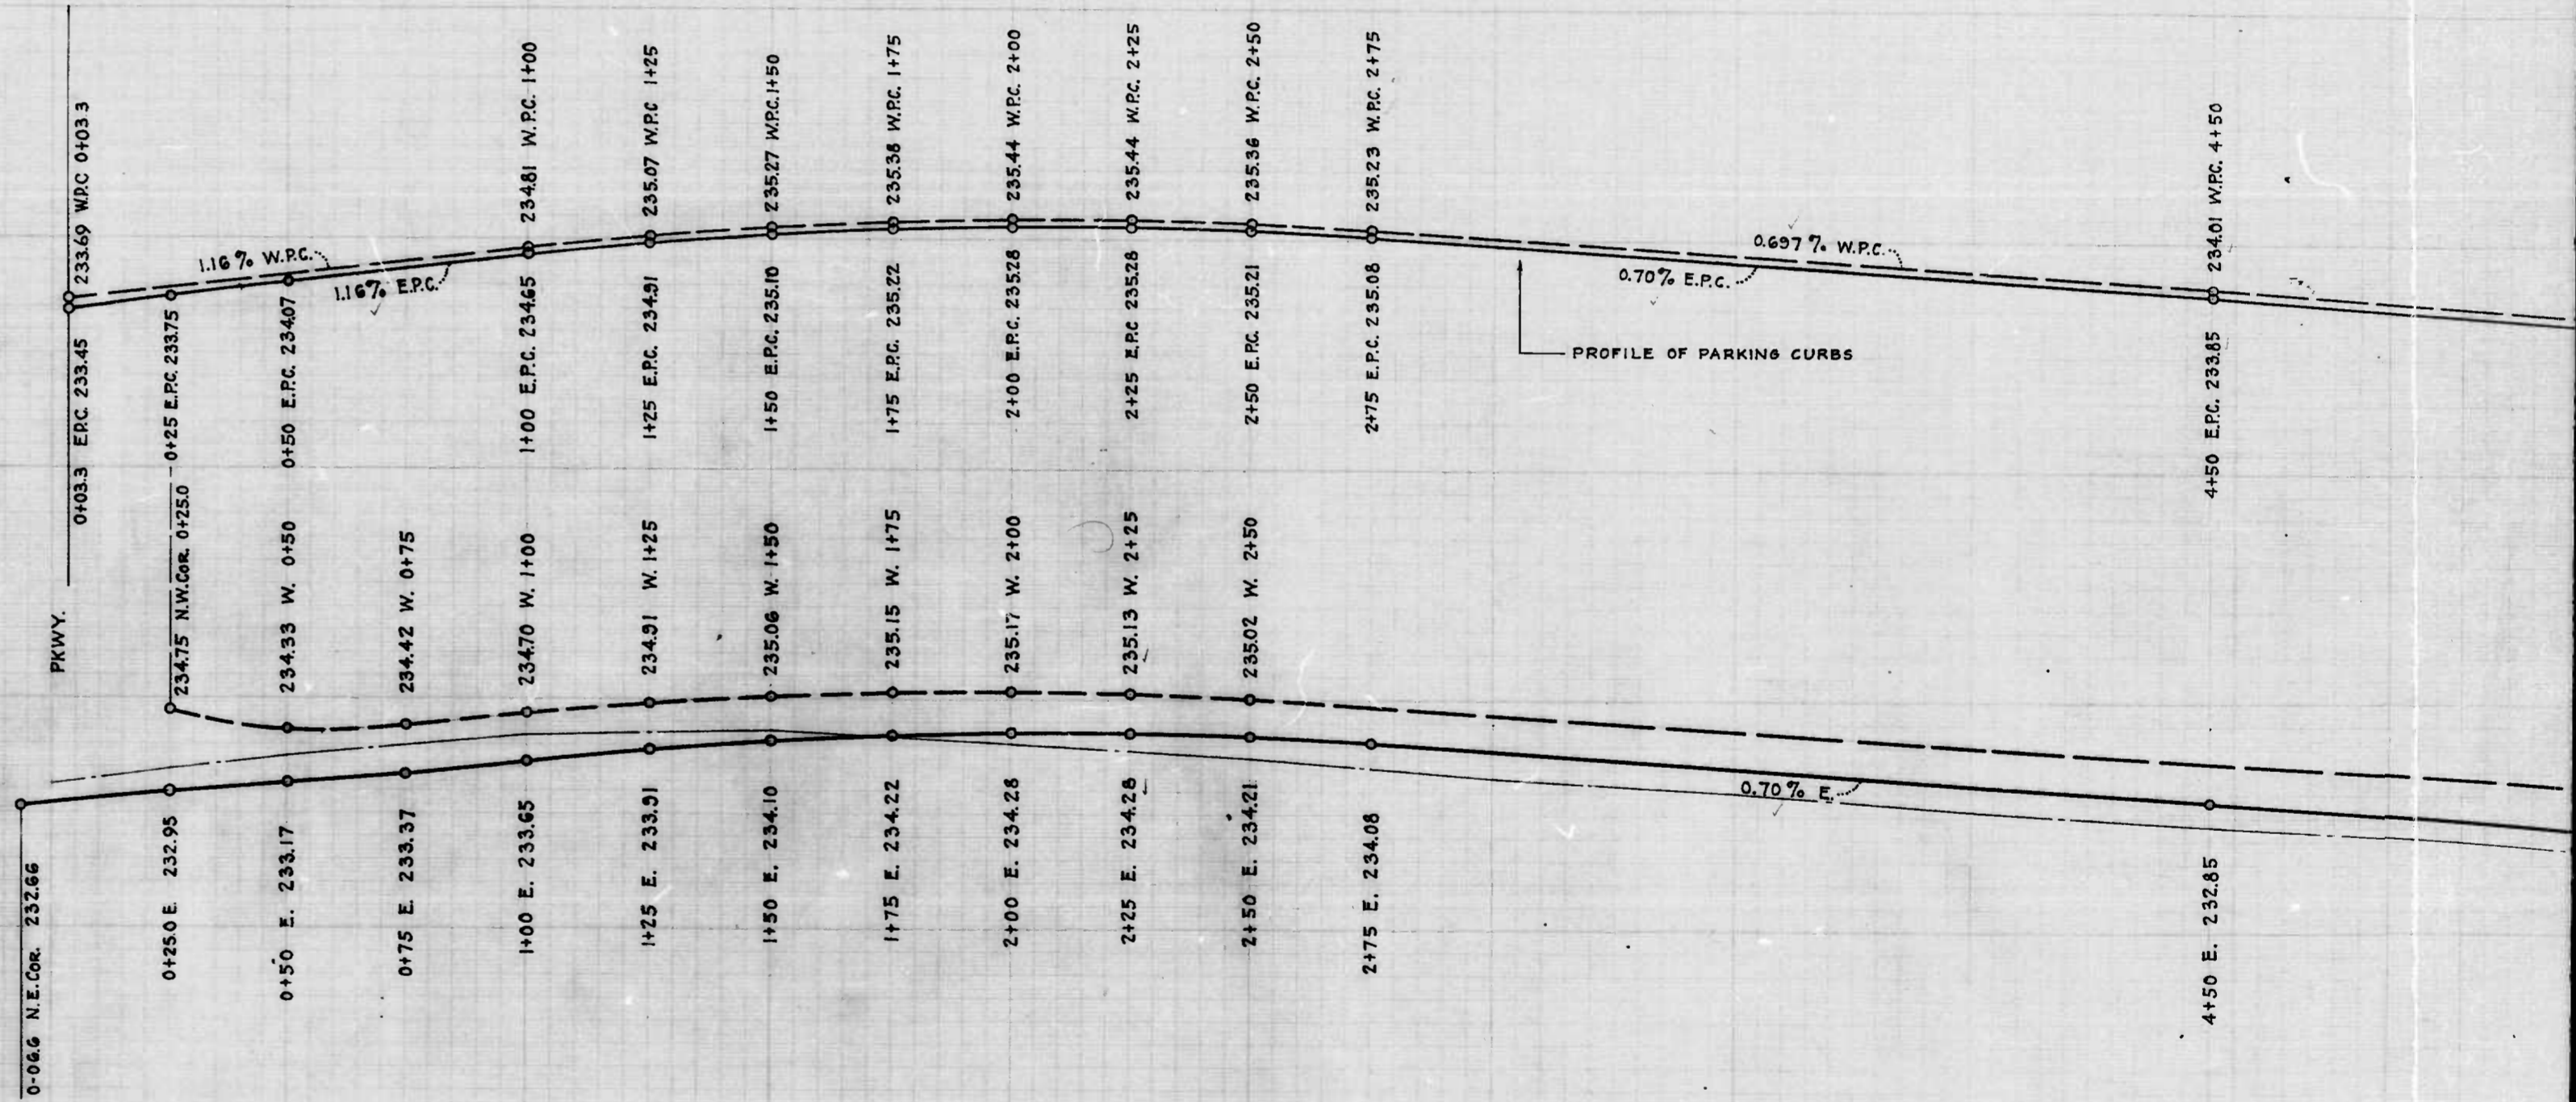 233.69 W.P.C 0+03 3
234.81 W.P.C. 1+00
235.07 W.P.C 1+25
235.27 W.P.C. 1+50
235.38 W.P.C. 1+75
235.44 W.P.C. 2+00
235.44 W.P.C. 2+25
235.36 W.P.C. 2+50
235.23 W.P.C. 2+75
234.01 W.P.C. 4+50
1.16 % W.P.C.
1.16% E.P.C.
0.697 % W.P.C.
0.70% E.P.C.
PROFILE OF PARKING CURBS
0+03.3 E.P.C. 233.45
0+25 E.P.C. 233.75
0+50 E.P.C. 234.07
1+00 E.P.C. 234.65
1+25 E.P.C. 234.91
1+50 E.P.C. 235.10
1+75 E.P.C. 235.22
2+00 E.P.C. 235.28
2+25 E.P.C 235.28
2+50 E.P.C. 235.21
2+75 E.P.C. 235.08
4+50 E.P.C. 233.85
PKWY.
234.75 N.W.COR. 0+25.0
234.33 W. 0+50
234.42 W. 0+75
234.70 W. 1+00
234.91 W. 1+25
235.06 W. 1+50
235.15 W. 1+75
235.17 W. 2+00
235.13 W. 2+25
235.02 W. 2+50
0.70 % E.
0-06.6 N.E.COR. 232.66
0+25.0 E. 232.95
0+50 E. 233.17
0+75 E. 233.37
1+00 E. 233.65
1+25 E. 233.91
1+50 E. 234.10
1+75 E. 234.22
2+00 E. 234.28
2+25 E. 234.28
2+50 E. 234.21
2+75 E. 234.08
4+50 E. 232.85